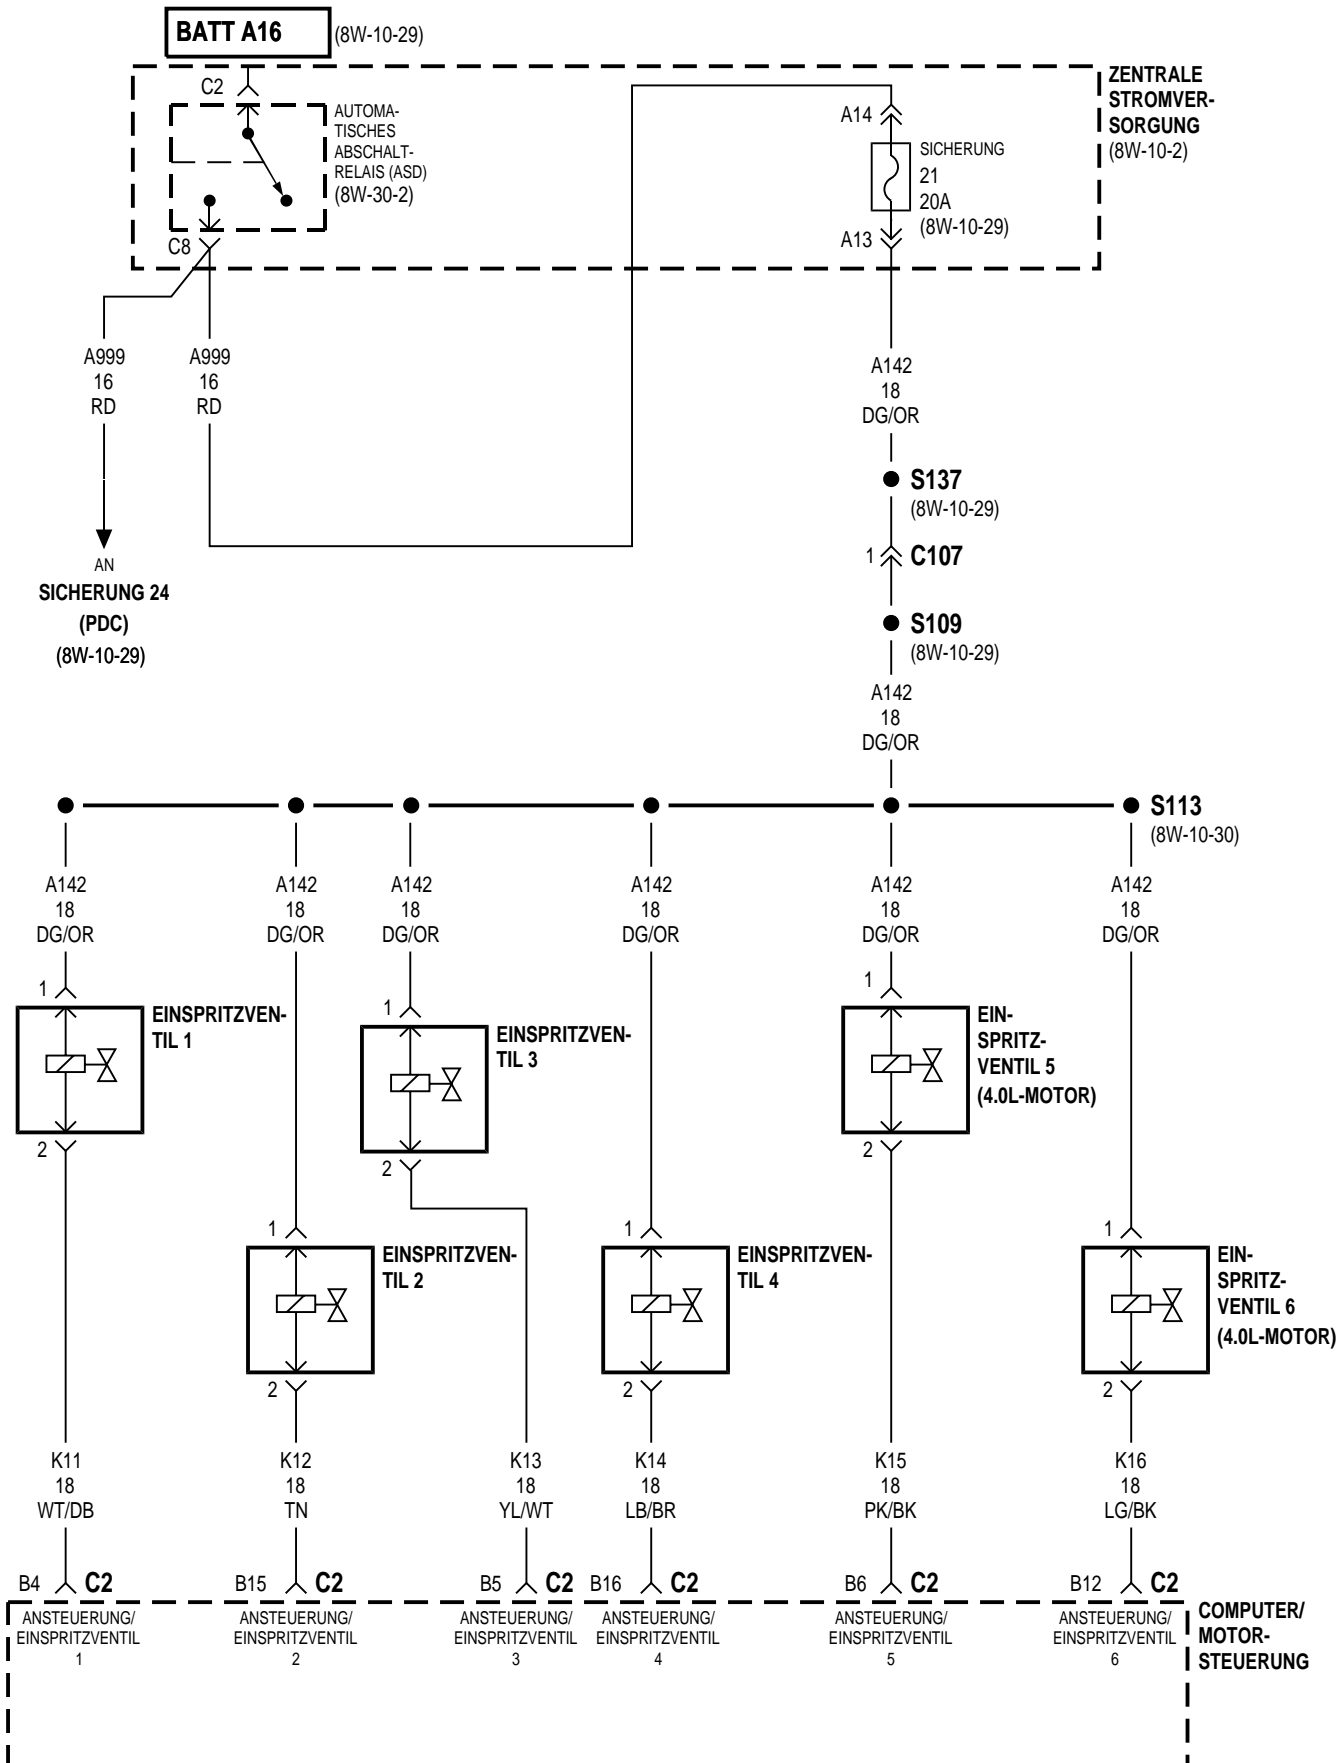 BATT A16
(8W-10-29)
C2
AUTOMA-
TISCHES
ABSCHALT-
RELAIS (ASD)
(8W-30-2)
C8
A14
SICHERUNG
21
20A
(8W-10-29)
A13
ZENTRALE
STROMVER-
SORGUNG
(8W-10-2)
A999
16
RD
A999
16
RD
AN
SICHERUNG 24
(PDC)
(8W-10-29)
A142
18
DG/OR
S137
(8W-10-29)
1
C107
S109
(8W-10-29)
A142
18
DG/OR
S113
(8W-10-30)
A142
18
DG/OR
A142
18
DG/OR
A142
18
DG/OR
A142
18
DG/OR
A142
18
DG/OR
A142
18
DG/OR
1
EINSPRITZVEN-
TIL 1
2
1
EINSPRITZVEN-
TIL 3
2
1
EIN-
SPRITZ-
VENTIL 5
(4.0L-MOTOR)
2
1
EINSPRITZVEN-
TIL 2
2
1
EINSPRITZVEN-
TIL 4
2
1
EIN-
SPRITZ-
VENTIL 6
(4.0L-MOTOR)
2
K11
18
WT/DB
K12
18
TN
K13
18
YL/WT
K14
18
LB/BR
K15
18
PK/BK
K16
18
LG/BK
B4 C2
B15 C2
B5 C2
B16 C2
B6 C2
B12 C2
ANSTEUERUNG/
EINSPRITZVENTIL
1
ANSTEUERUNG/
EINSPRITZVENTIL
2
ANSTEUERUNG/
EINSPRITZVENTIL
3
ANSTEUERUNG/
EINSPRITZVENTIL
4
ANSTEUERUNG/
EINSPRITZVENTIL
5
ANSTEUERUNG/
EINSPRITZVENTIL
6
COMPUTER/
MOTOR-
STEUERUNG